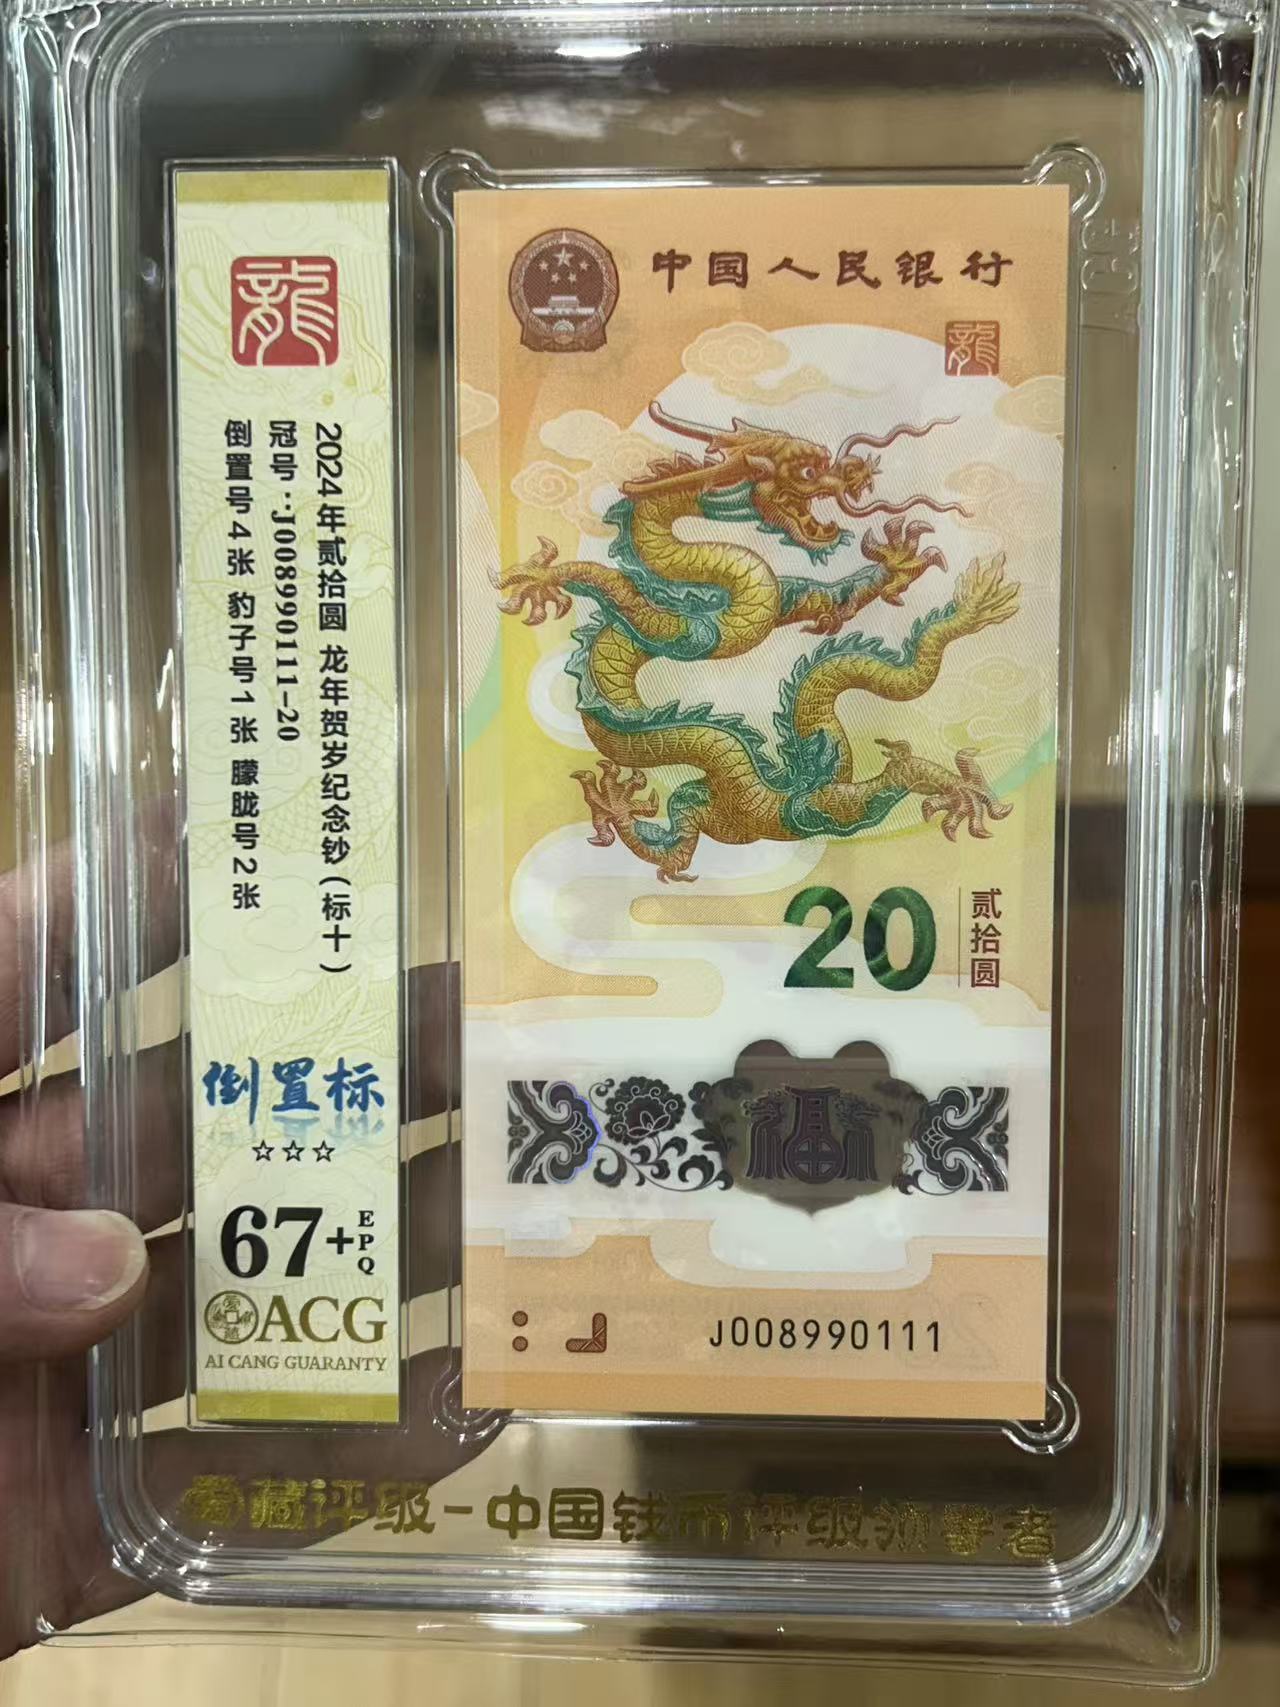 龍
2024年贰拾圆 龙年贺岁纪念钞(标十)
冠号:J008990111-20
倒置号4张 豹子号1张 朦胧号2张
倒置标
☆☆☆
67+EPQ
ACG
AI CANG GUARANTY
中国人民银行
龍
20 贰拾圆
福
J008990111
爱藏评级-中国钱币评级领导者